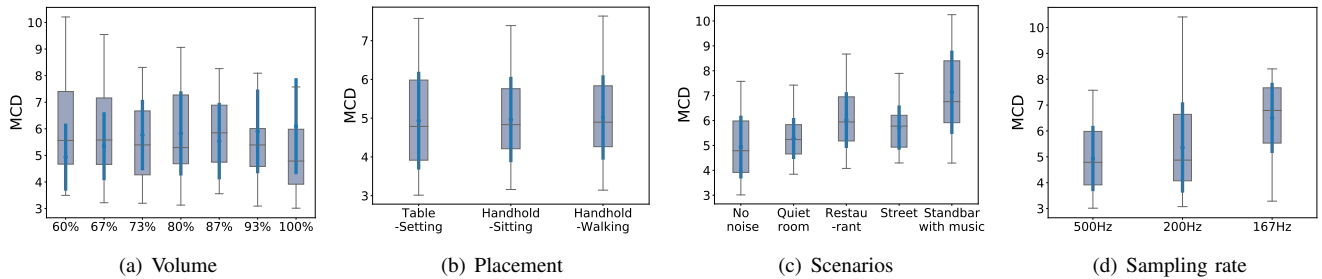 MCD
10
9
8
7
6
5
4
3
60% 67% 73% 80% 87% 93% 100%
(a) Volume
MCD
7
6
5
4
3
Table
-Setting
Handhold
-Sitting
Handhold
-Walking
(b) Placement
MCD
10
9
8
7
6
5
4
3
No
noise
Quiet
room
Restau
-rant
Street
Standbar
with music
(c) Scenarios
MCD
10
9
8
7
6
5
4
3
500Hz 200Hz 167Hz
(d) Sampling rate